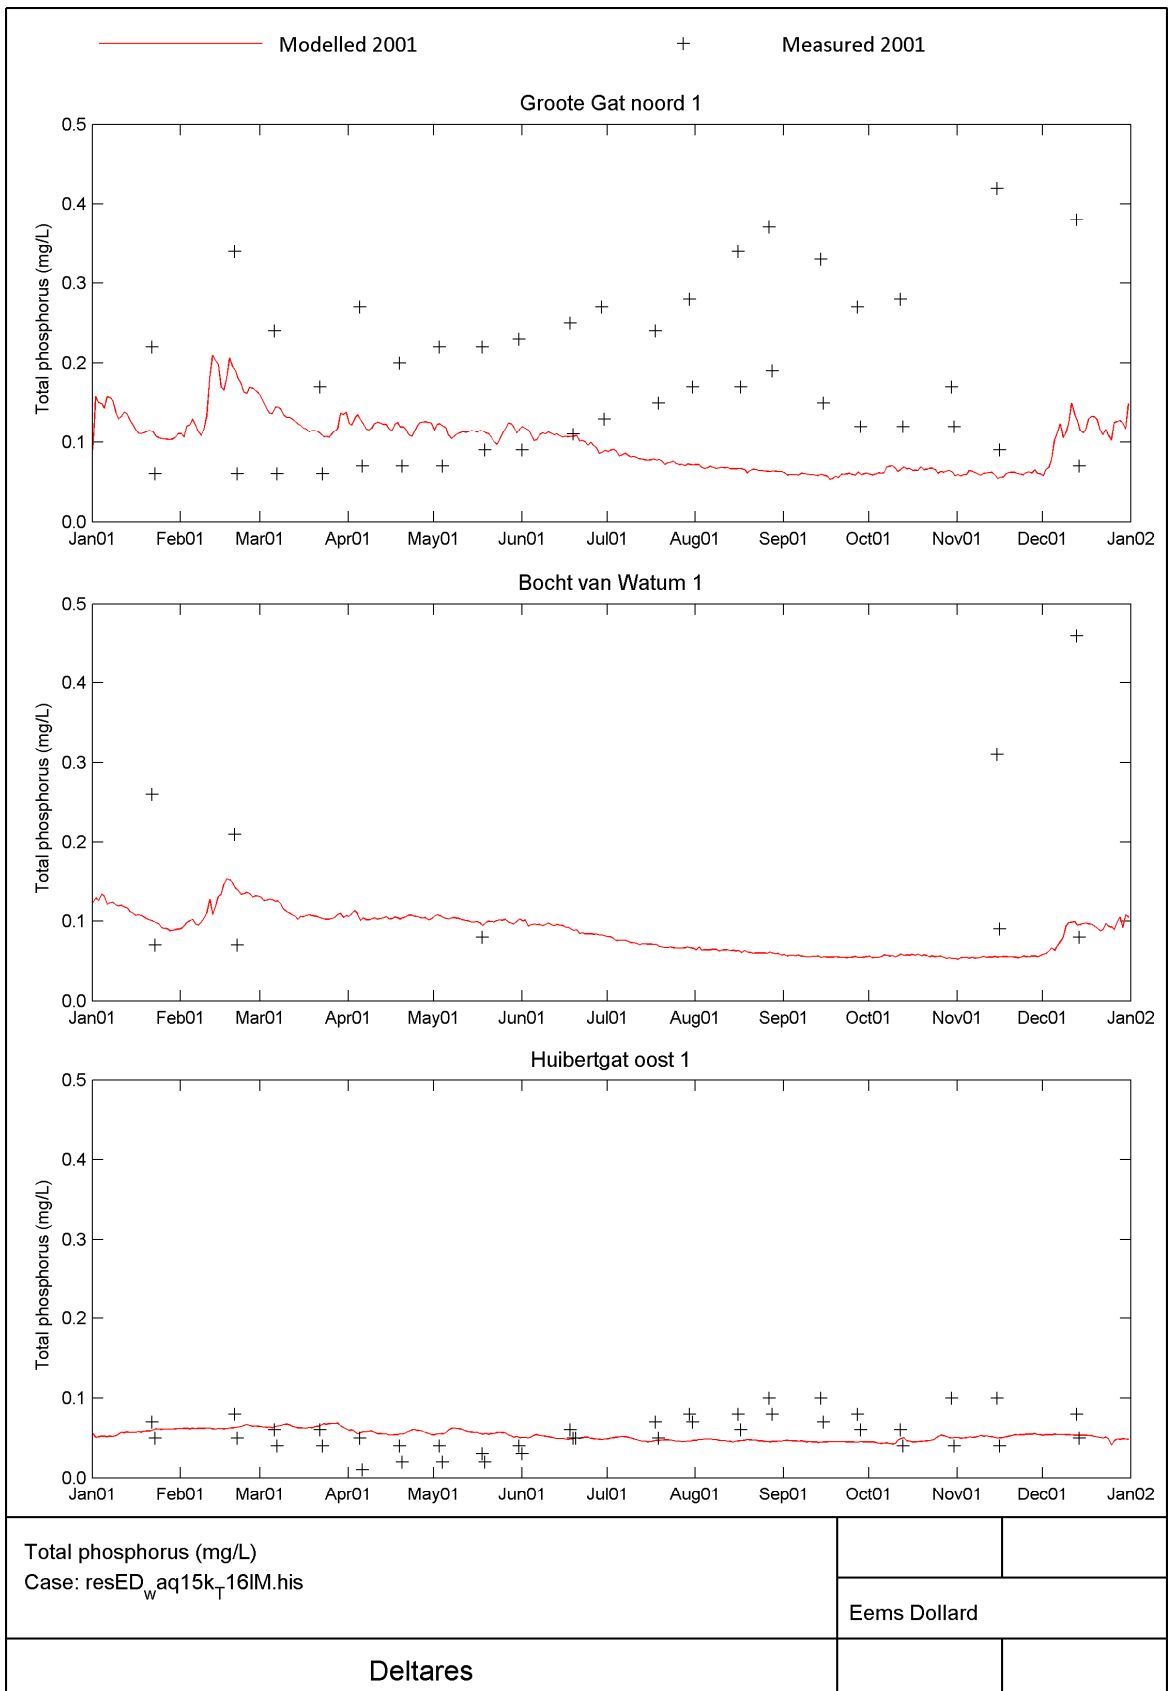 Modelled 2001
Measured 2001
Groote Gat noord 1
Total phosphorus (mg/L)
0.5
0.4
0.3
0.2
0.1
0.0
Jan01 Feb01 Mar01 Apr01 May01 Jun01 Jul01 Aug01 Sep01 Oct01 Nov01 Dec01 Jan02
Bocht van Watum 1
Total phosphorus (mg/L)
0.5
0.4
0.3
0.2
0.1
0.0
Jan01 Feb01 Mar01 Apr01 May01 Jun01 Jul01 Aug01 Sep01 Oct01 Nov01 Dec01 Jan02
Huibertgat oost 1
Total phosphorus (mg/L)
0.5
0.4
0.3
0.2
0.1
0.0
Jan01 Feb01 Mar01 Apr01 May01 Jun01 Jul01 Aug01 Sep01 Oct01 Nov01 Dec01 Jan02
Total phosphorus (mg/L)
Case: resEDwaq15kT16IM.his
Eems Dollard
Deltares